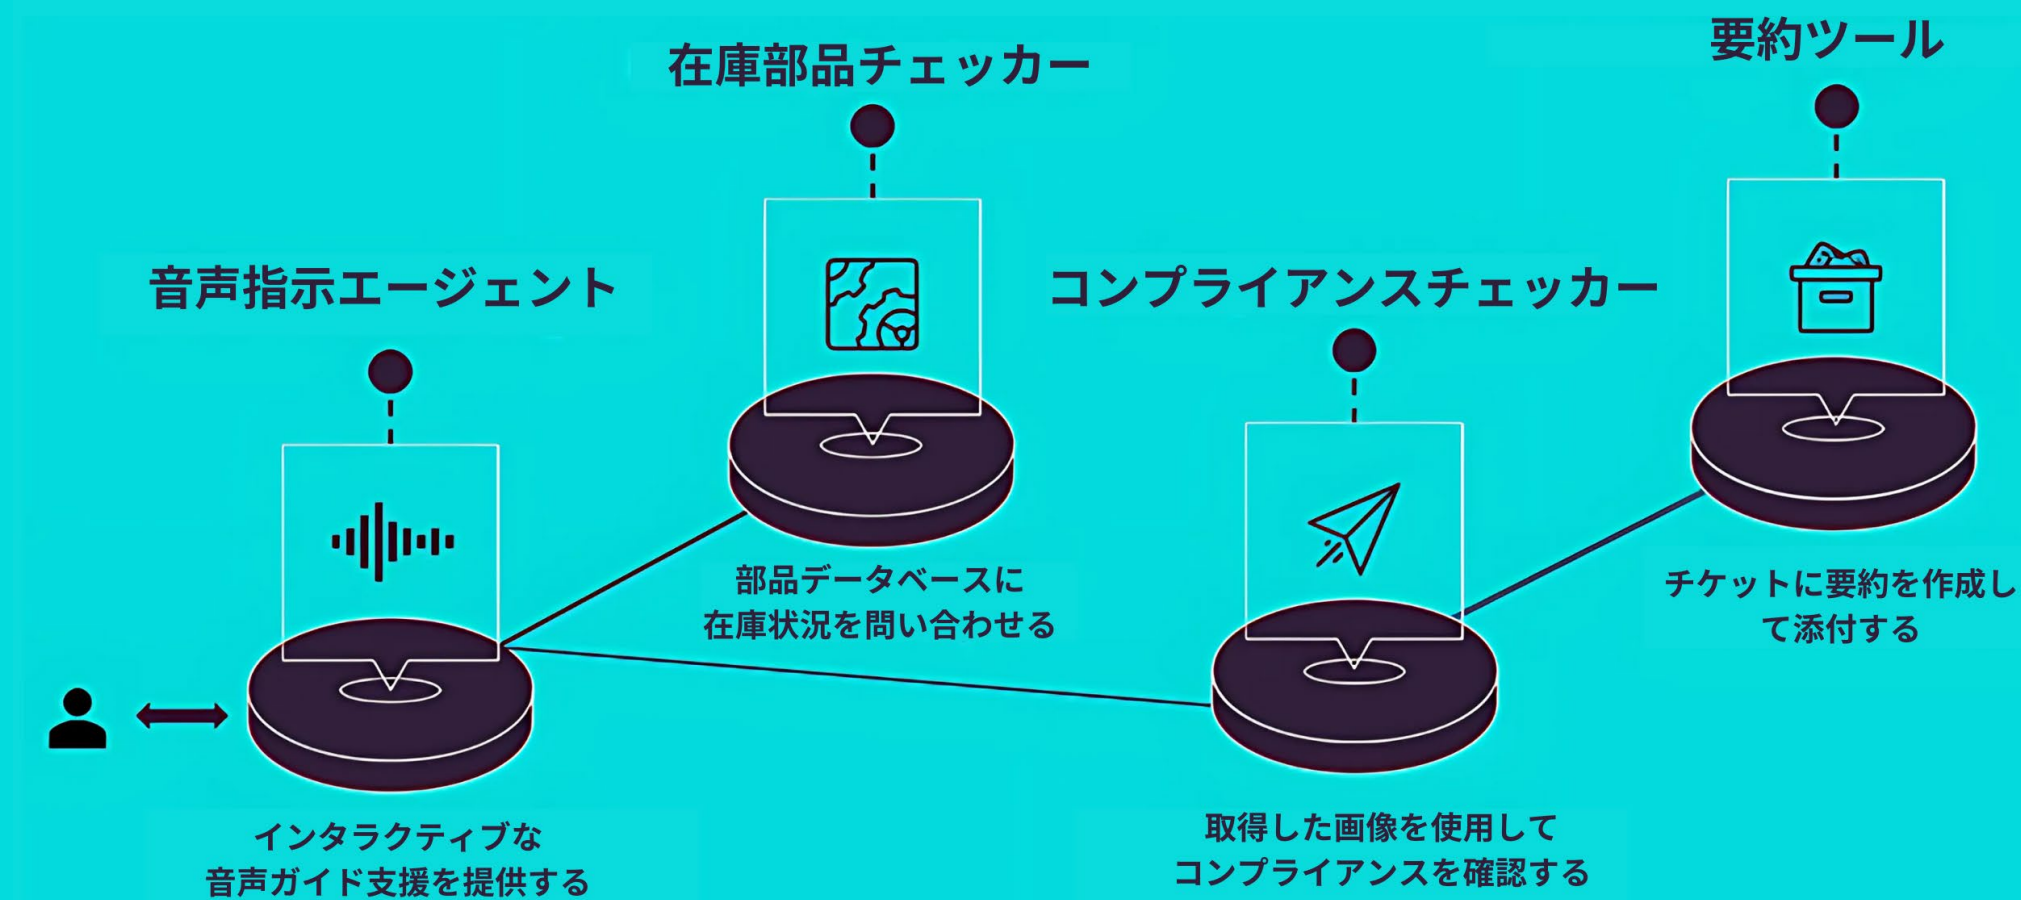 音声指示エージェント
インタラクティブな
音声ガイド支援を提供する
在庫部品チェッカー
部品データベースに
在庫状況を問い合わせる
コンプライアンスチェッカー
取得した画像を使用して
コンプライアンスを確認する
要約ツール
チケットに要約を作成し
て添付する